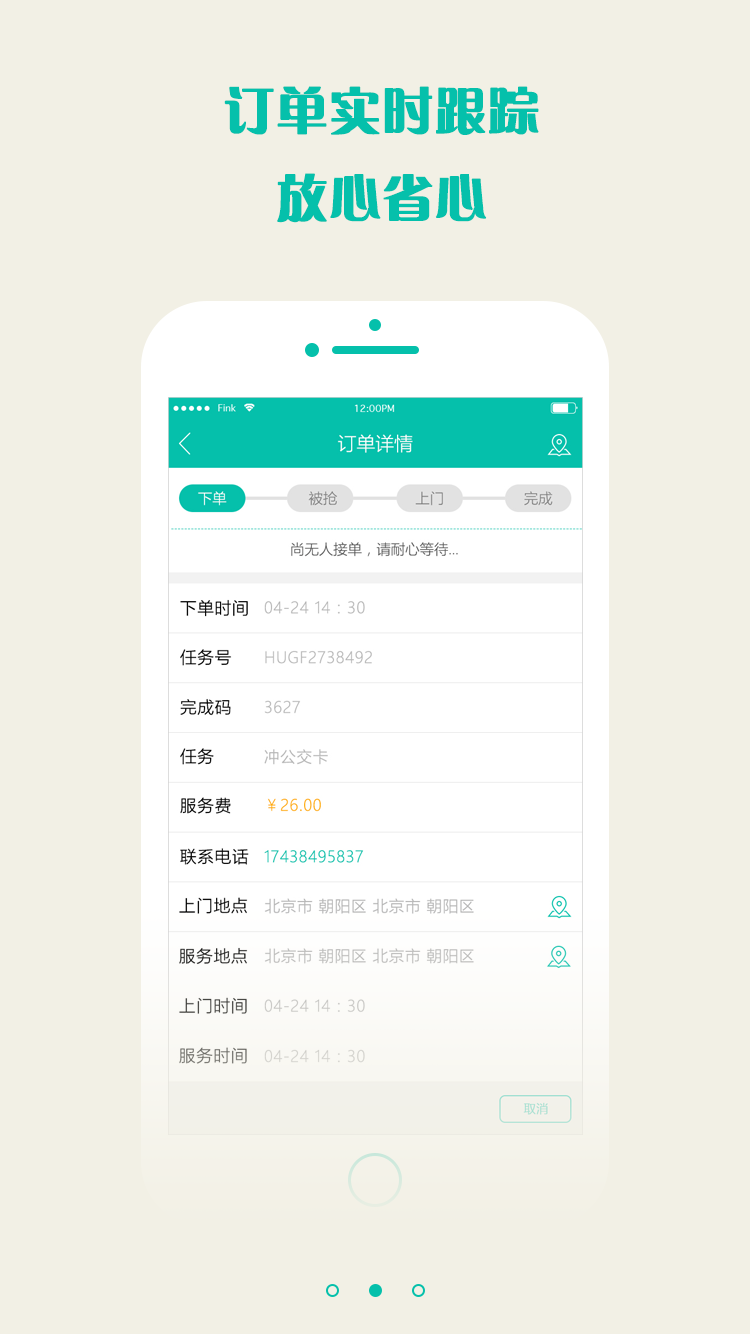 订单实时跟踪
放心省心
Fink 12:00PM
订单详情
下单 被抢 上门 完成
尚无人接单，请耐心等待...
下单时间 04-24 14：30
任务号 HUGF2738492
完成码 3627
任务 冲公交卡
服务费 ￥26.00
联系电话 17438495837
上门地点 北京市 朝阳区 北京市 朝阳区
服务地点 北京市 朝阳区 北京市 朝阳区
上门时间 04-24 14：30
服务时间 04-24 14：30
取消